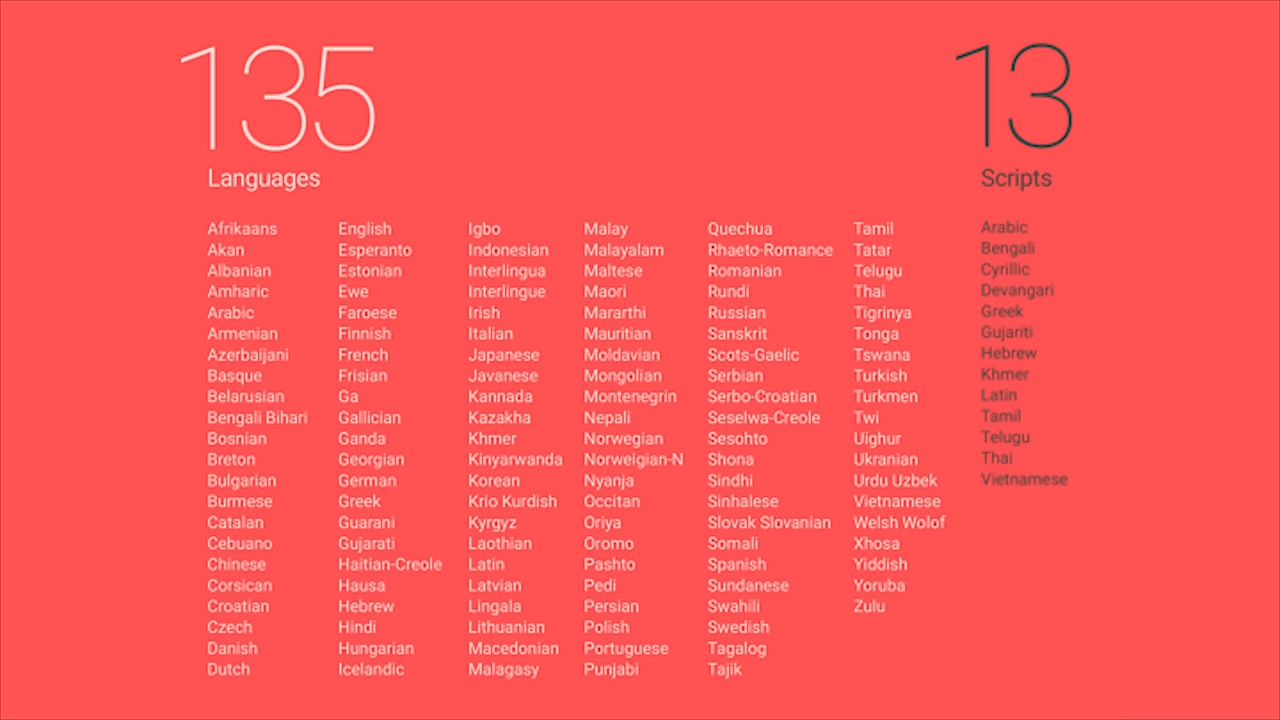 135
Languages
Afrikaans
Akan
Albanian
Amharic
Arabic
Armenian
Azerbaijani
Basque
Belarusian
Bengali Bihari
Bosnian
Breton
Bulgarian
Burmese
Catalan
Cebuano
Chinese
Corsican
Croatian
Czech
Danish
Dutch
English
Esperanto
Estonian
Ewe
Faroese
Finnish
French
Frisian
Ga
Gallician
Ganda
Georgian
German
Greek
Guarani
Gujarati
Haitian-Creole
Hausa
Hebrew
Hindi
Hungarian
Icelandic
Igbo
Indonesian
Interlingua
Interlingue
Irish
Italian
Japanese
Javanese
Kannada
Kazakha
Khmer
Kinyarwanda
Korean
Krio Kurdish
Kyrgyz
Laothian
Latin
Latvian
Lingala
Lithuanian
Macedonian
Malagasy
Malay
Malayalam
Maltese
Maori
Mararthi
Mauritian
Moldavian
Mongolian
Montenegrin
Nepali
Norwegian
Norweigian-N
Nyanja
Occitan
Oriya
Oromo
Pashto
Pedi
Persian
Polish
Portuguese
Punjabi
Quechua
Rhaeto-Romance
Romanian
Rundi
Russian
Sanskrit
Scots-Gaelic
Serbian
Serbo-Croatian
Seselwa-Creole
Sesohto
Shona
Sindhi
Sinhalese
Slovak Slovanian
Somali
Spanish
Sundanese
Swahili
Swedish
Tagalog
Tajik
Tamil
Tatar
Telugu
Thai
Tigrinya
Tonga
Tswana
Turkish
Turkmen
Twi
Uighur
Ukranian
Urdu Uzbek
Vietnamese
Welsh Wolof
Xhosa
Yiddish
Yoruba
Zulu
13
Scripts
Arabic
Bengali
Cyrillic
Devangari
Greek
Gujariti
Hebrew
Khmer
Latin
Tamil
Telugu
Thai
Vietnamese